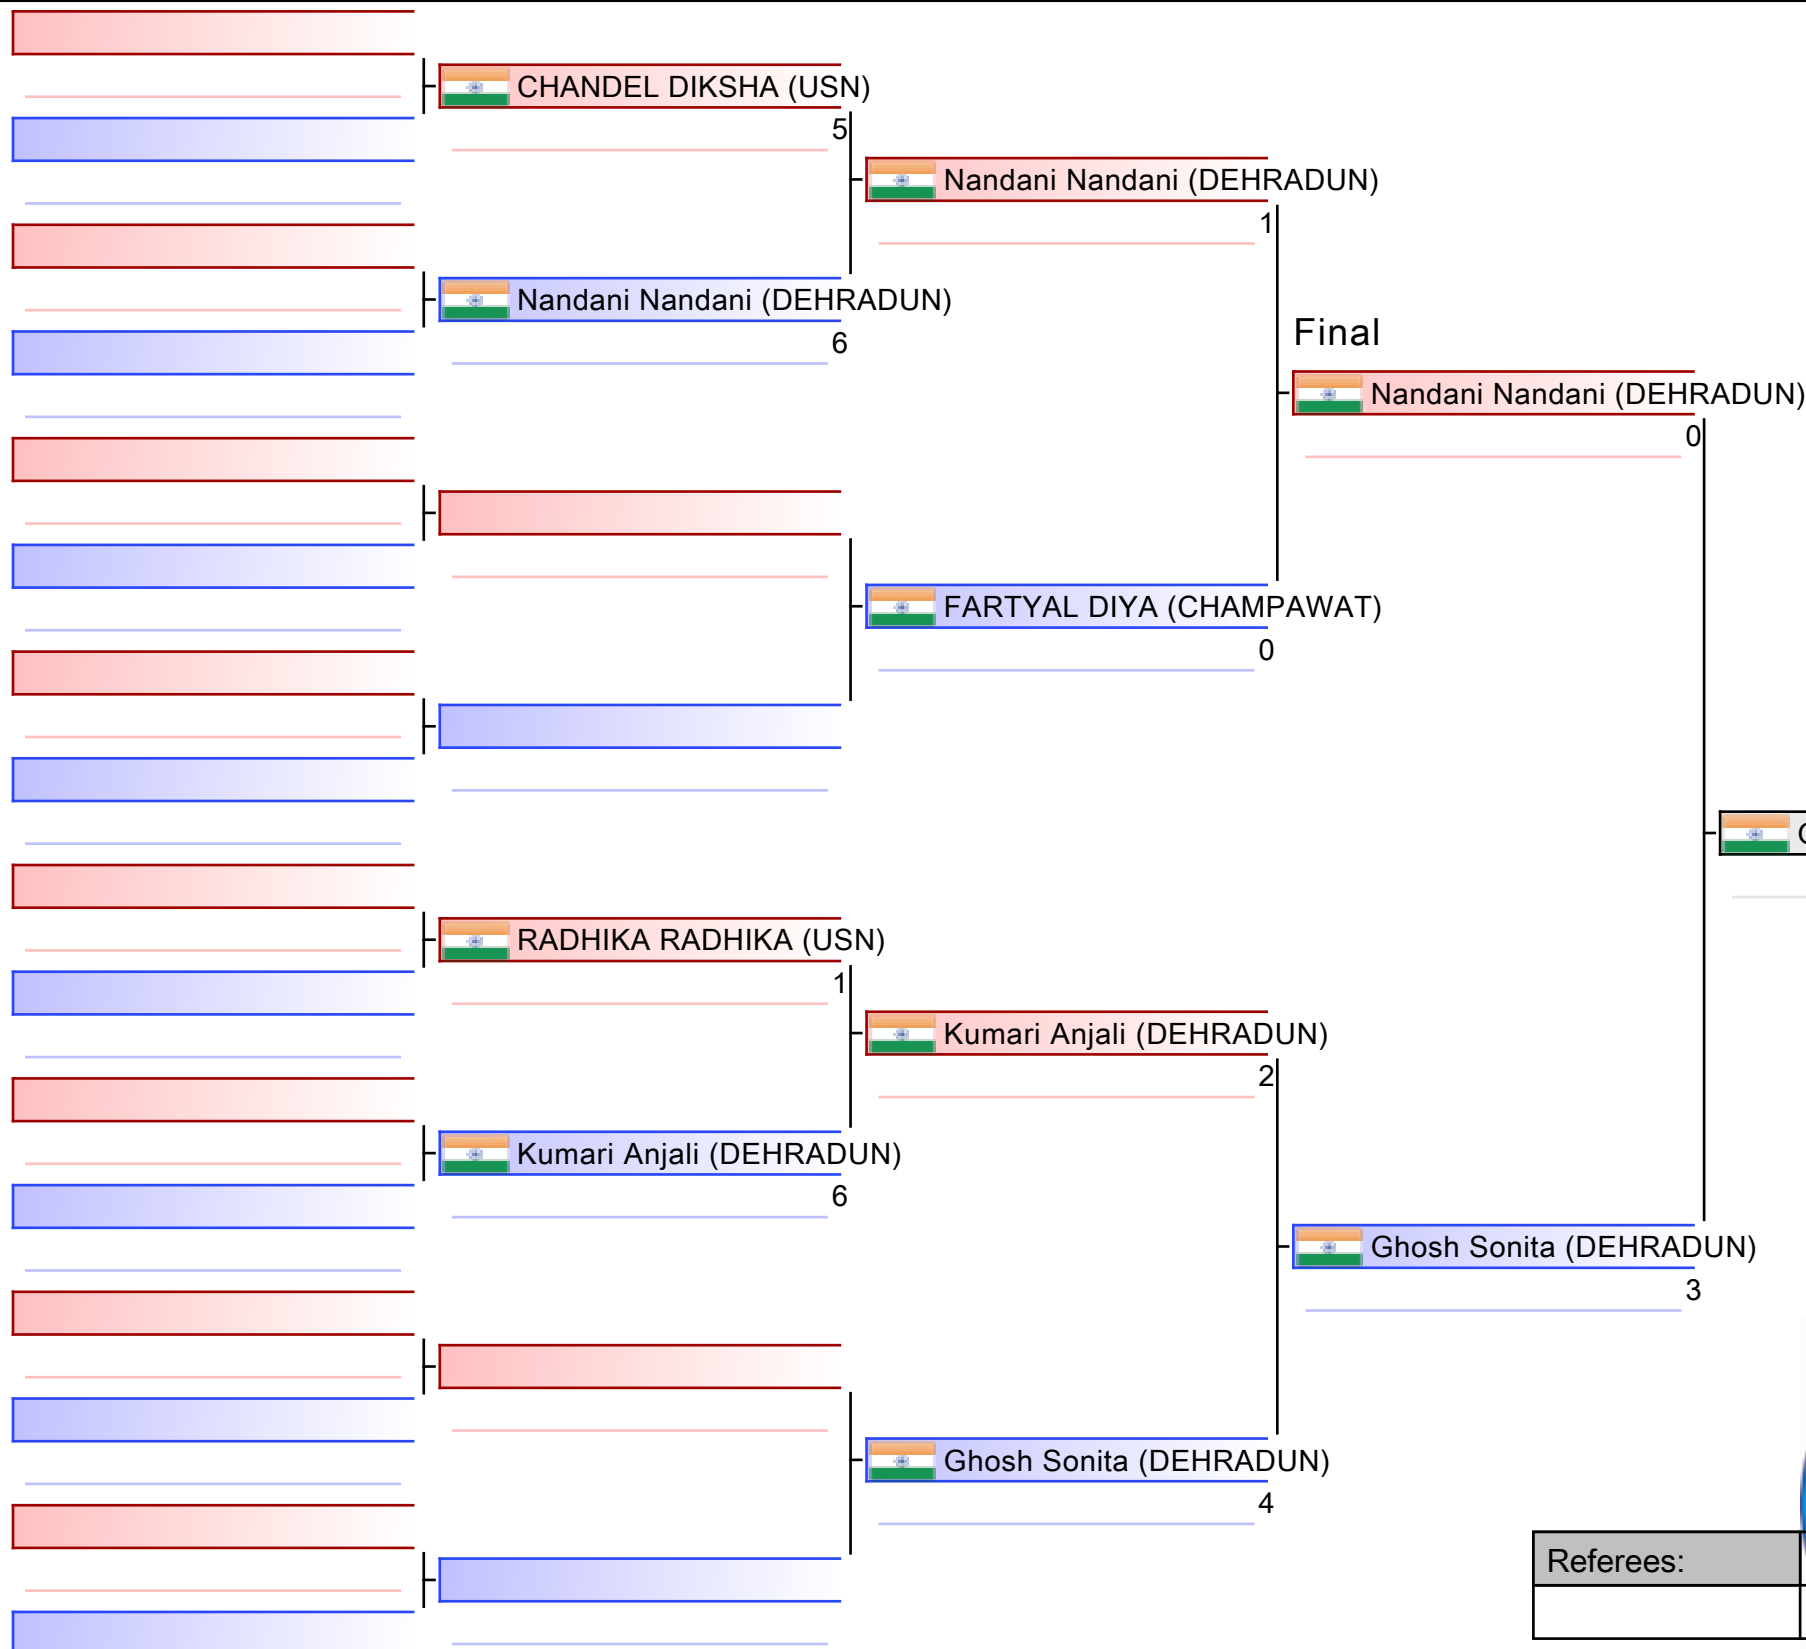 CHANDEL DIKSHA (USN)
5
Nandani Nandani (DEHRADUN)
1
Nandani Nandani (DEHRADUN)
6
Final
Nandani Nandani (DEHRADUN)
0
FARTYAL DIYA (CHAMPAWAT)
0
RADHIKA RADHIKA (USN)
1
Kumari Anjali (DEHRADUN)
2
Kumari Anjali (DEHRADUN)
6
Ghosh Sonita (DEHRADUN)
3
Ghosh Sonita (DEHRADUN)
4
Referees: